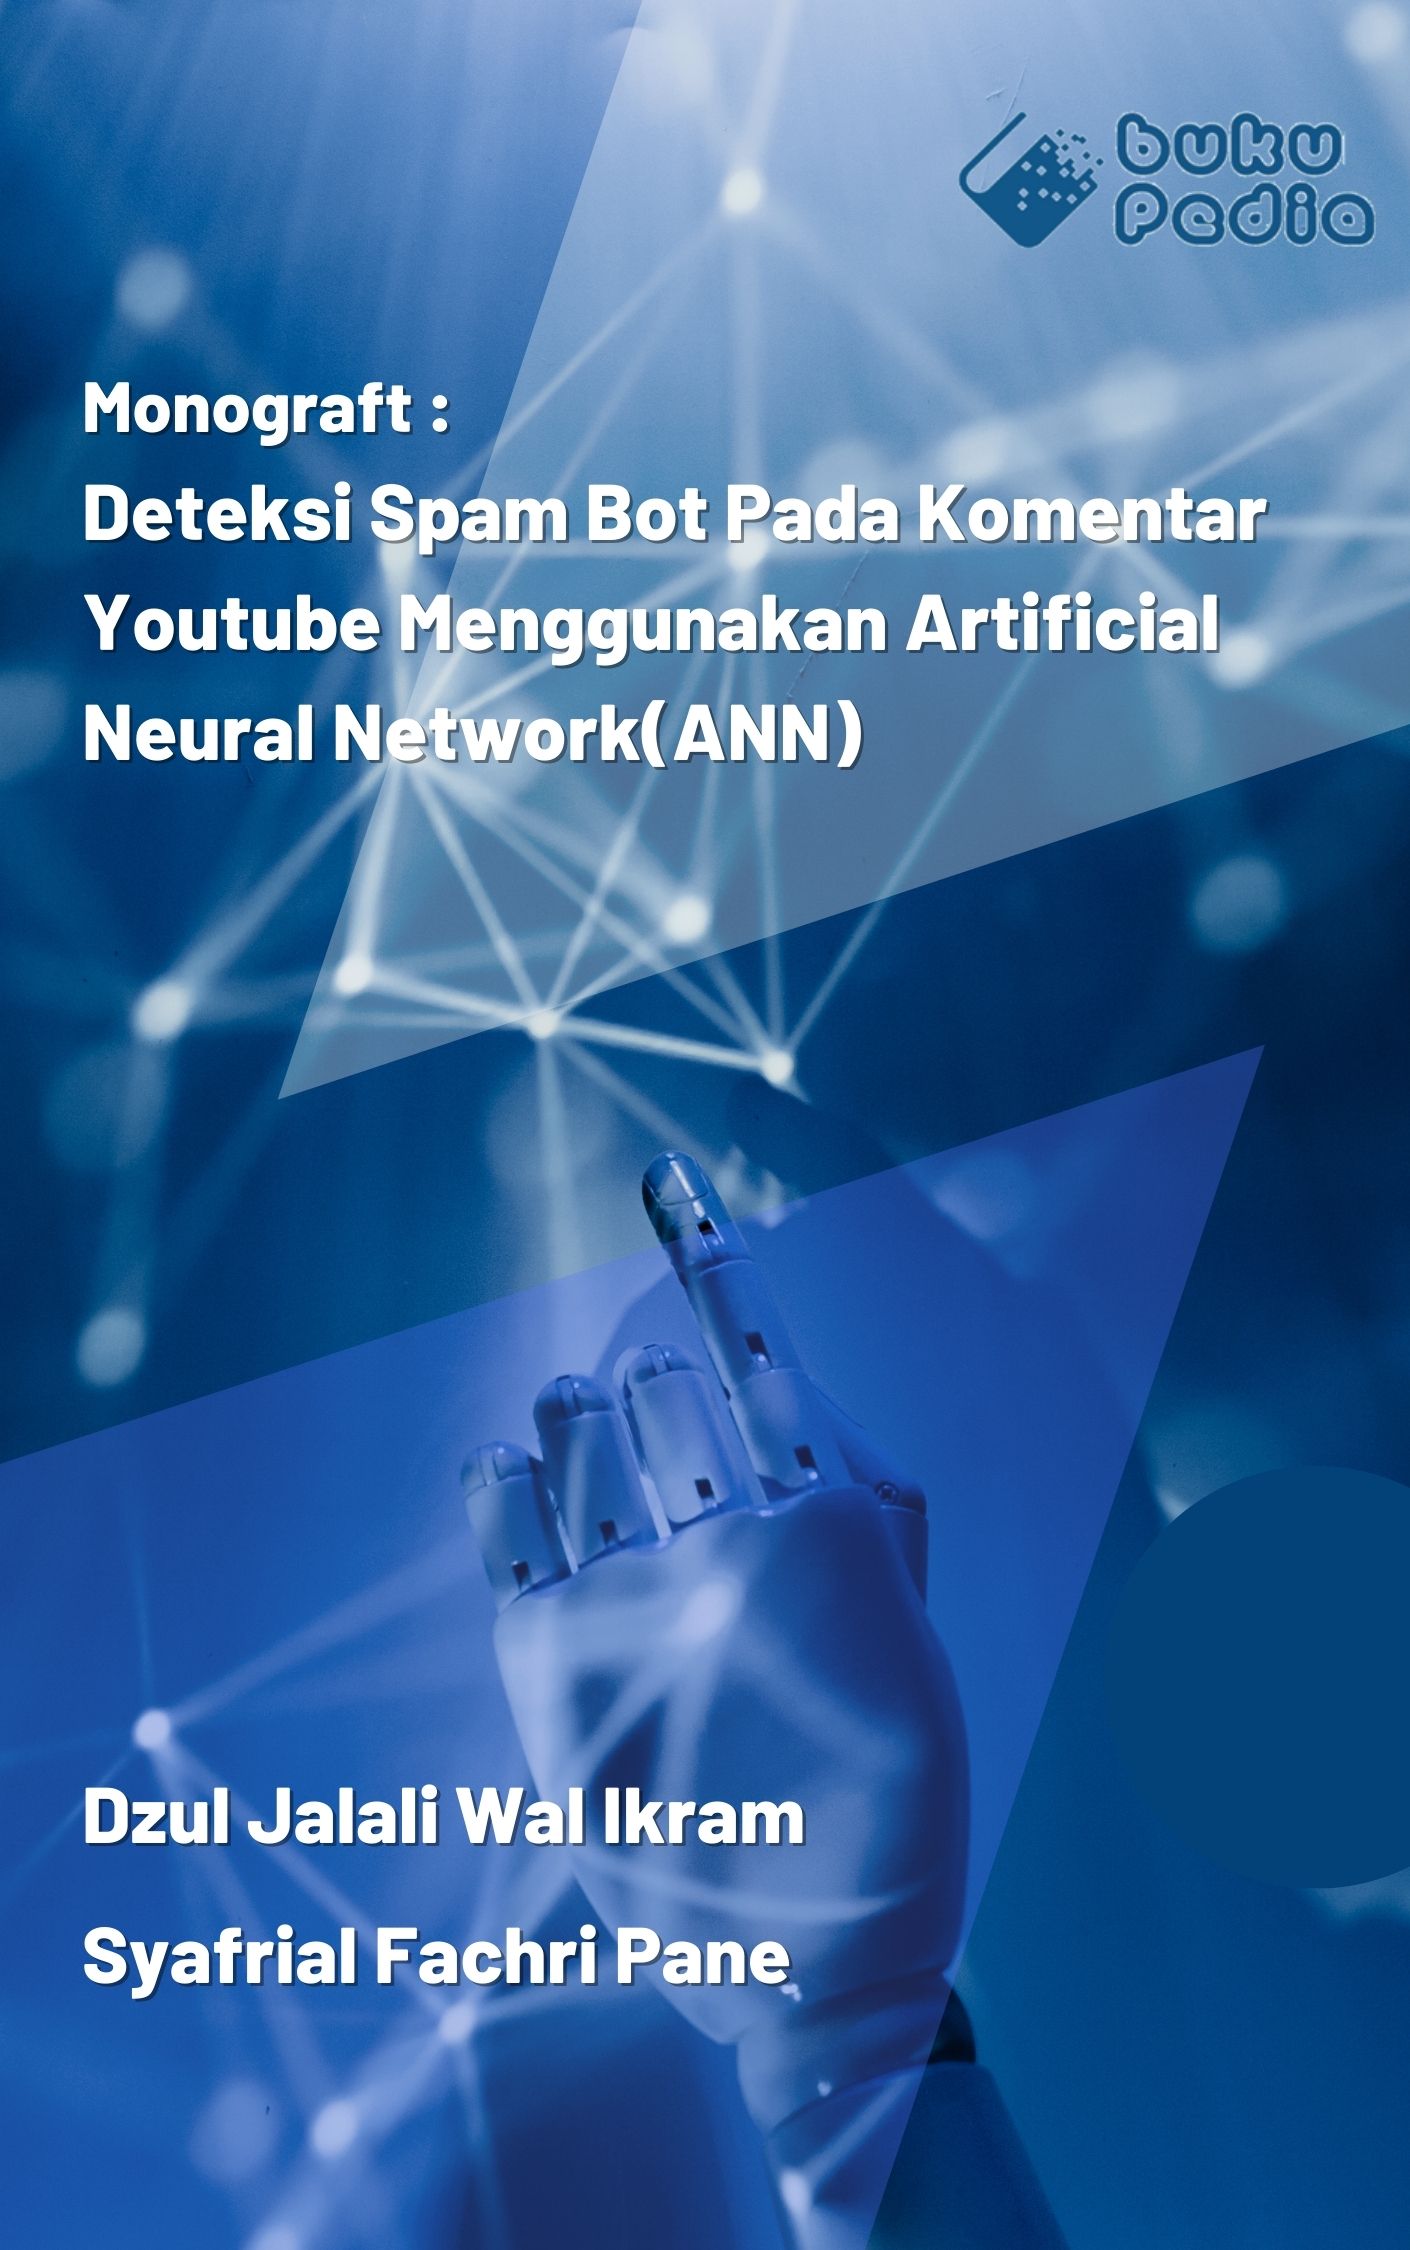 buku
Pedia
Monograft :
Deteksi Spam Bot Pada Komentar
Youtube Menggunakan Artificial
Neural Network(ANN)
Dzul Jalali Wal Ikram
Syafrial Fachri Pane